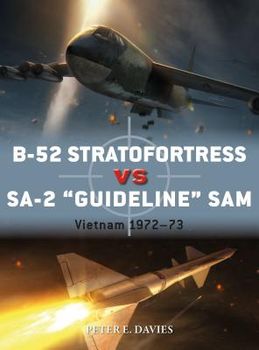 B-52 STRATOFORTRESS
VS
SA-2 “GUIDELINE” SAM
Vietnam 1972–73
PETER E. DAVIES